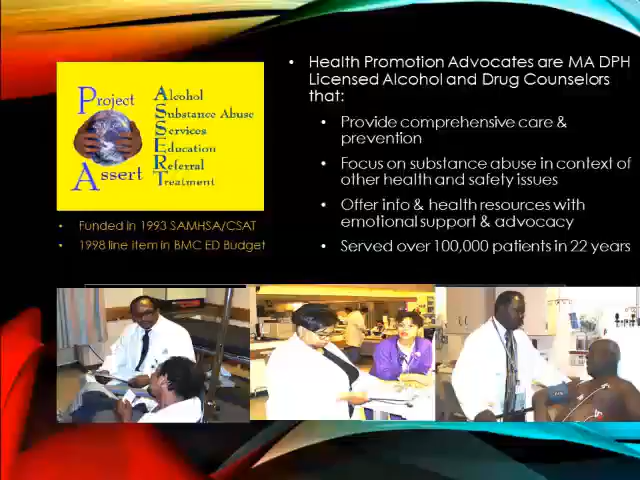 Project
Assert
Alcohol
Substance Abuse
Services
Education
Referral
Treatment
• Funded in 1993 SAMHSA/CSAT
• 1998 line item in BMC ED Budget
• Health Promotion Advocates are MA DPH
Licensed Alcohol and Drug Counselors
that:
• Provide comprehensive care &
prevention
• Focus on substance abuse in context of
other health and safety issues
• Offer info & health resources with
emotional support & advocacy
• Served over 100,000 patients in 22 years